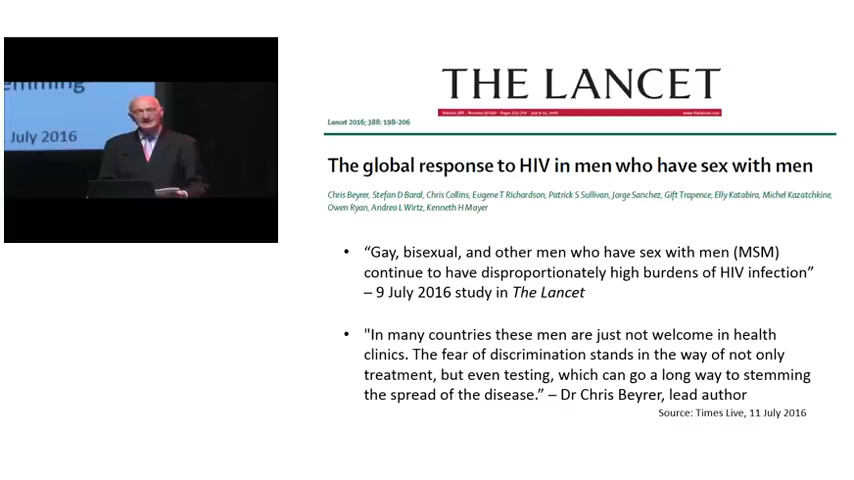 emming
July 2016
THE LANCET
Lancet 2016; 388: 198-206
The global response to HIV in men who have sex with men
Chris Beyrer, Stefan D Baral, Chris Collins, Eugene T Richardson, Patrick S Sullivan, Jorge Sanchez, Gift Trapence, Elly Katabira, Michel Kazatchkine,
Owen Ryan, Andrea L Wirtz, Kenneth H Mayer
• “Gay, bisexual, and other men who have sex with men (MSM)
continue to have disproportionately high burdens of HIV infection”
– 9 July 2016 study in The Lancet
• "In many countries these men are just not welcome in health
clinics. The fear of discrimination stands in the way of not only
treatment, but even testing, which can go a long way to stemming
the spread of the disease.” – Dr Chris Beyrer, lead author
Source: Times Live, 11 July 2016